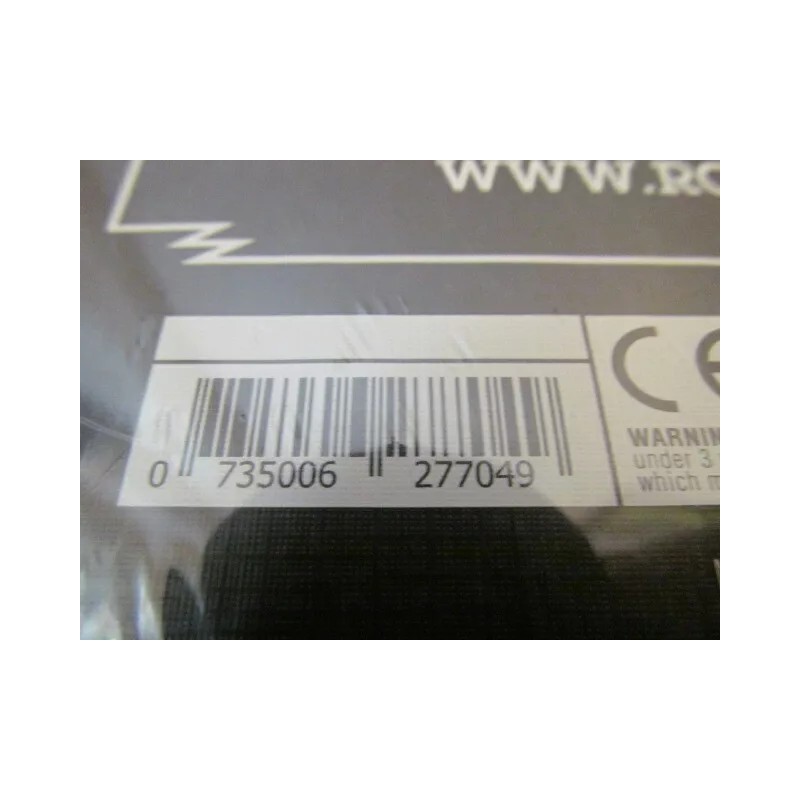 WWW.RO
CE
0 735006 277049
WARNIN
under 3
which m